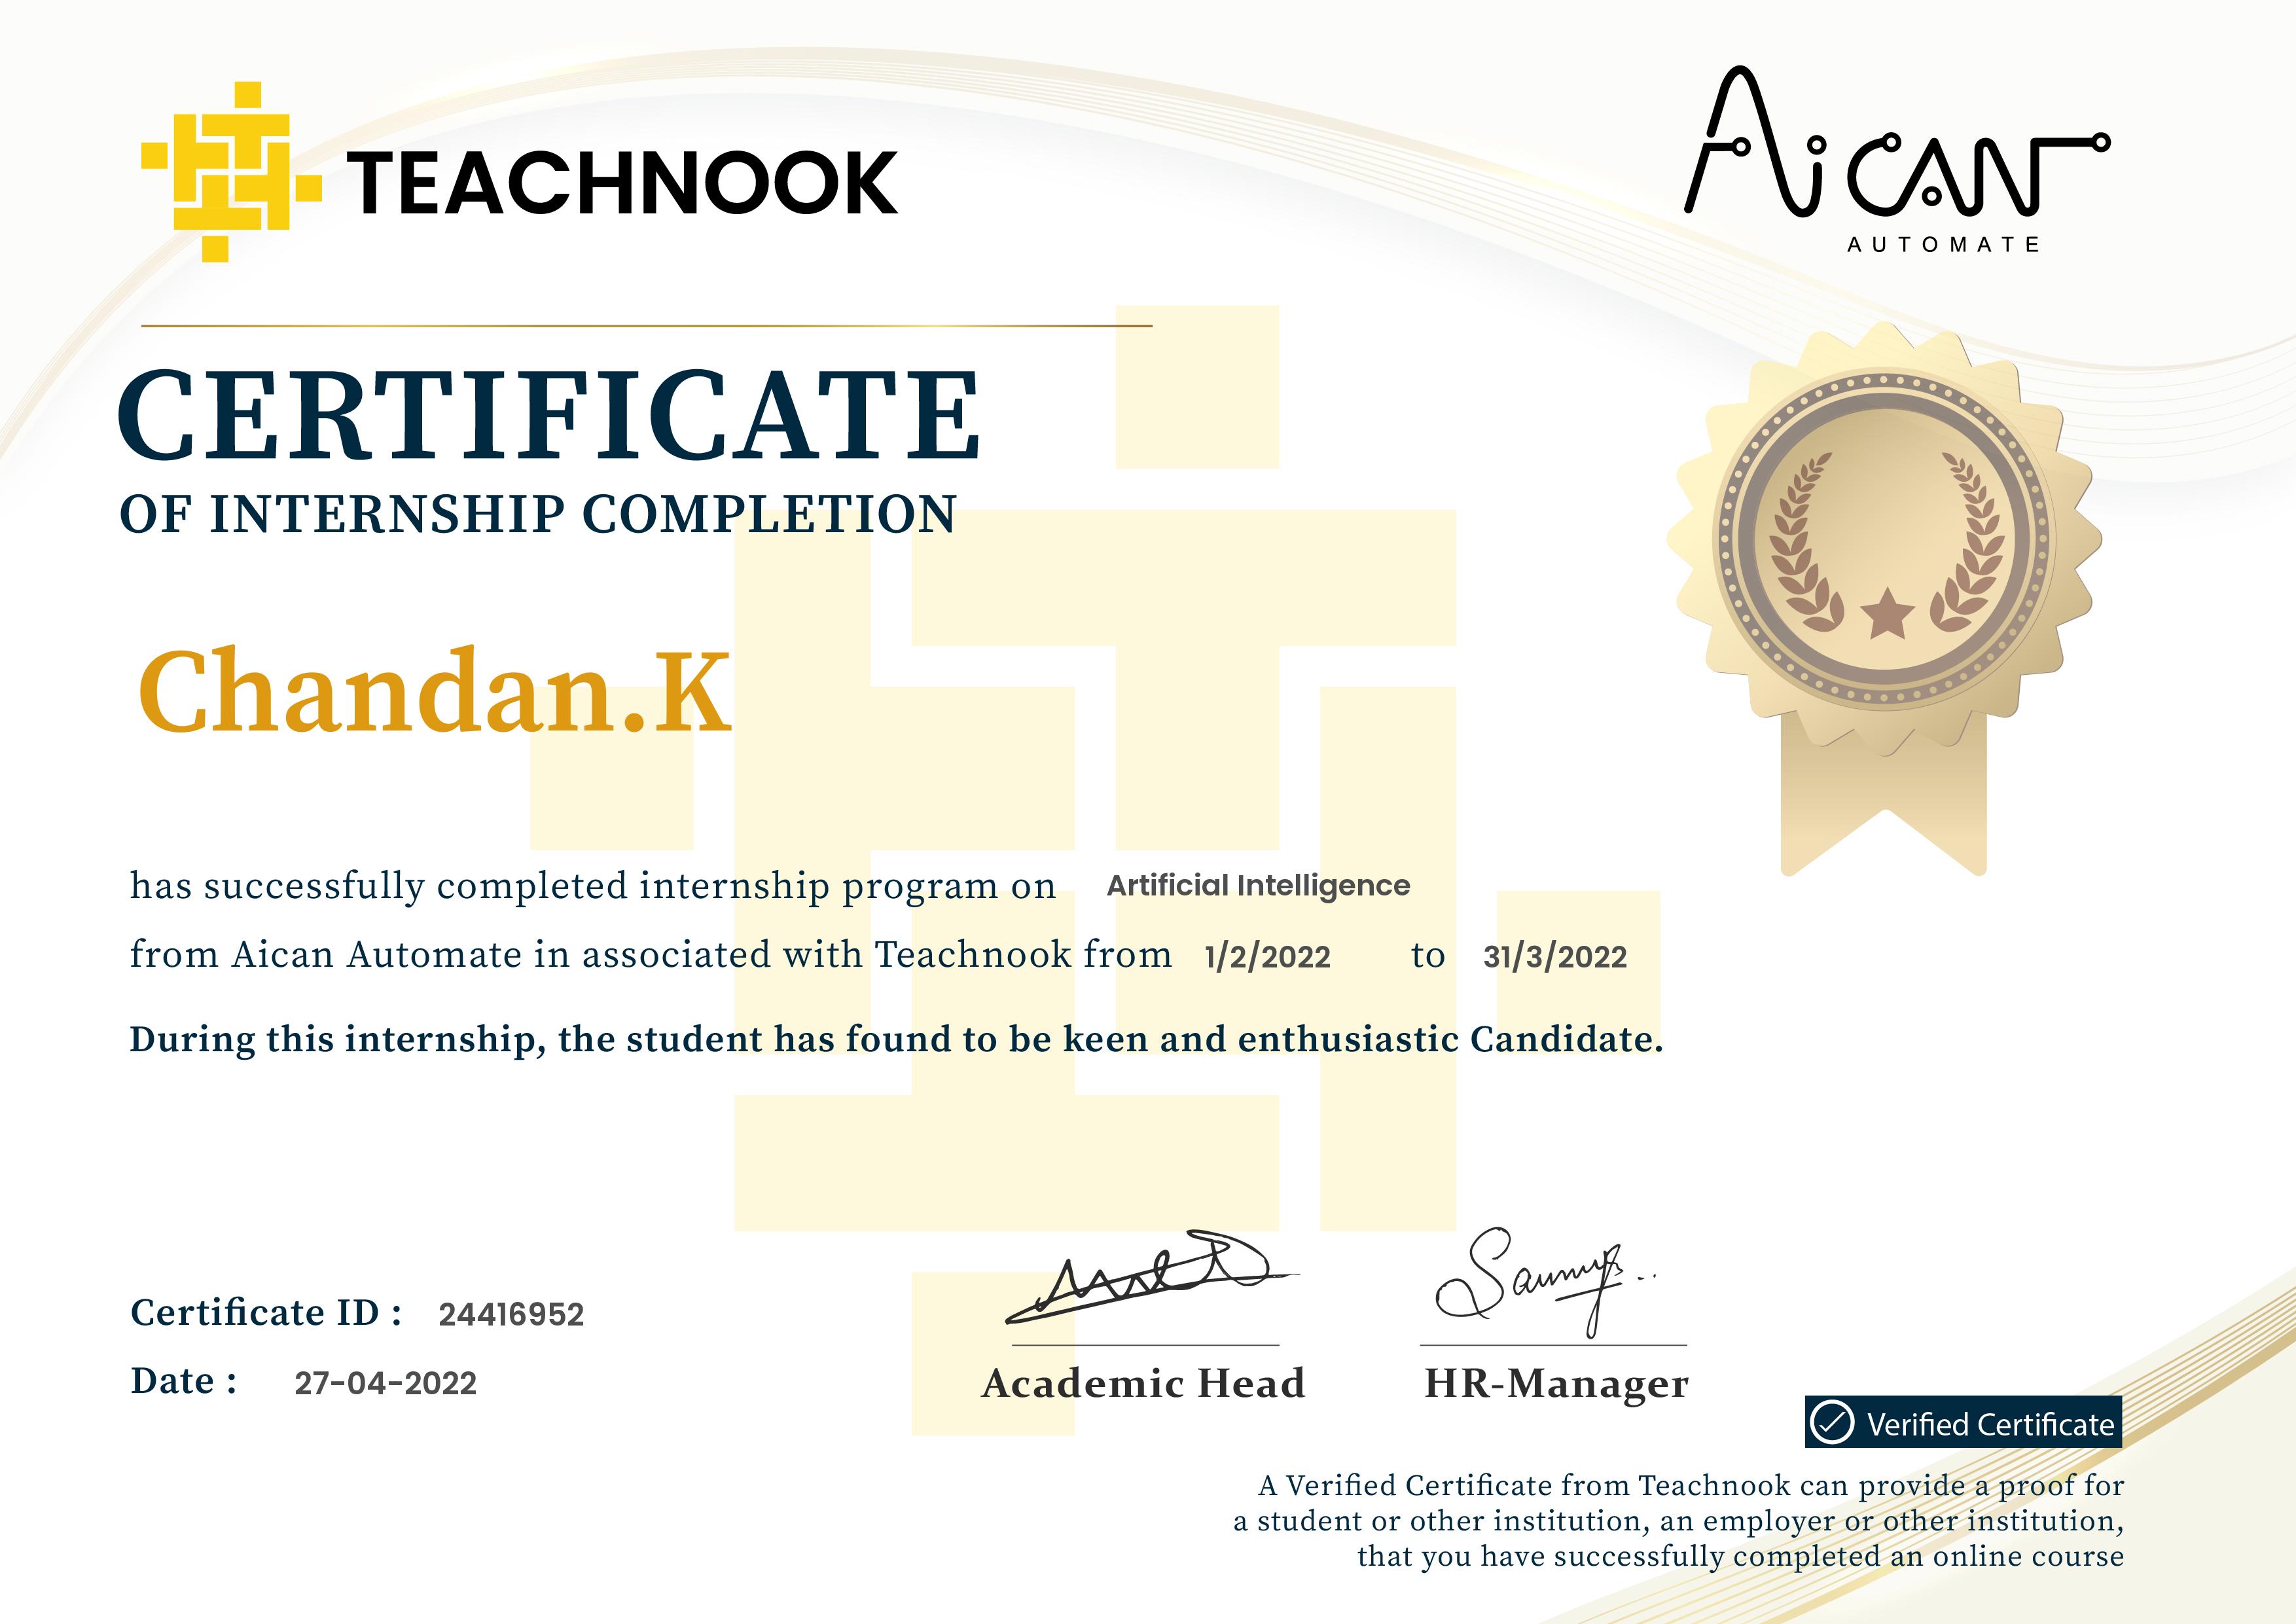 TEACHNOOK
Aican
AUTOMATE
CERTIFICATE
OF INTERNSHIP COMPLETION
Chandan.K
has successfully completed internship program on Artificial Intelligence
from Aican Automate in associated with Teachnook from 1/2/2022 to 31/3/2022
During this internship, the student has found to be keen and enthusiastic Candidate.
Certificate ID : 24416952
Date : 27-04-2022
Academic Head
HR-Manager
Verified Certificate
A Verified Certificate from Teachnook can provide a proof for
a student or other institution, an employer or other institution,
that you have successfully completed an online course